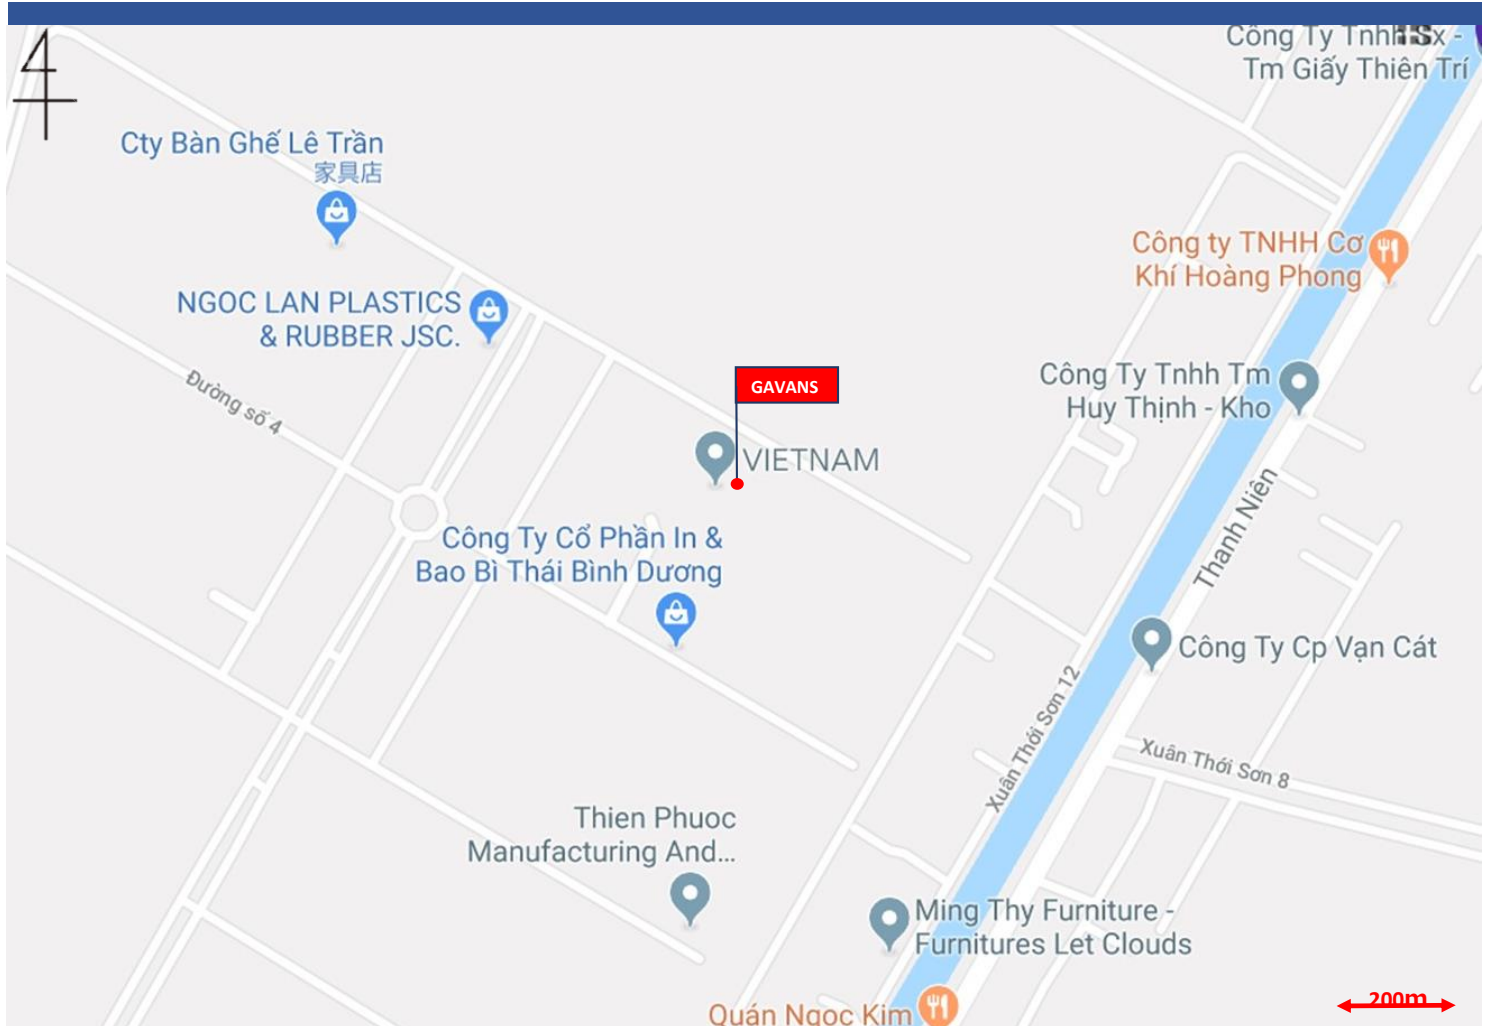 Công Ty Tnhh Sx -
Tm Giấy Thiên Trí
Cty Bàn Ghế Lê Trần
家具店
Công ty TNHH Cơ
Khí Hoàng Phong
NGOC LAN PLASTICS
& RUBBER JSC.
Đường số 4
GAVANS
Công Ty Tnhh Tm
Huy Thịnh - Kho
VIETNAM
Thanh Niên
Công Ty Cổ Phần In &
Bao Bì Thái Bình Dương
Công Ty Cp Vạn Cát
Xuân Thới Sơn 12
Xuân Thới Sơn 8
Thien Phuoc
Manufacturing And...
Ming Thy Furniture -
Furnitures Let Clouds
Quán Ngọc Kim
200m